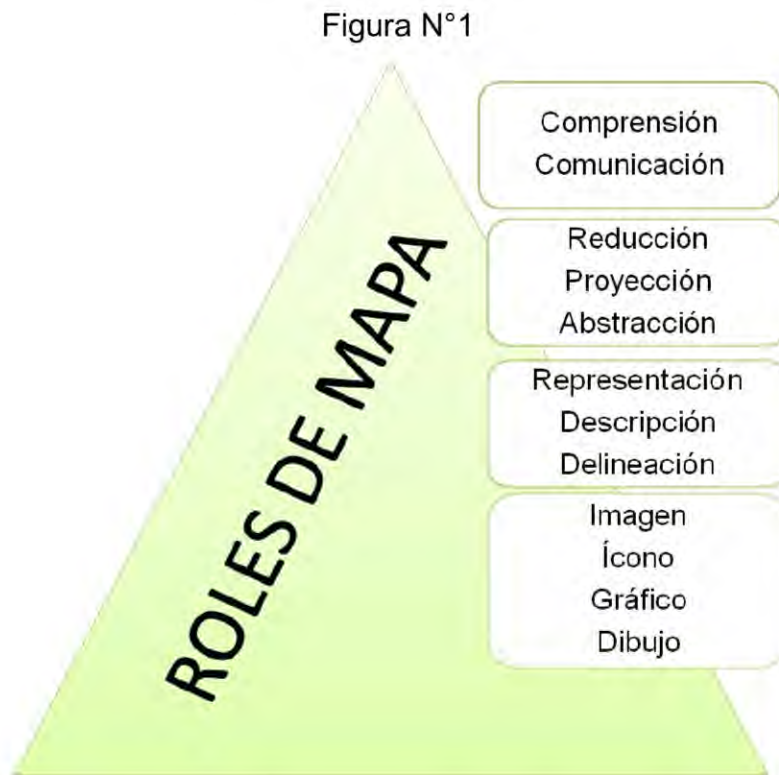 Figura N°1
Comprensión
Comunicación
Reducción
Proyección
Abstracción
Representación
Descripción
Delineación
Imagen
Ícono
Gráfico
Dibujo
ROLES DE MAPA